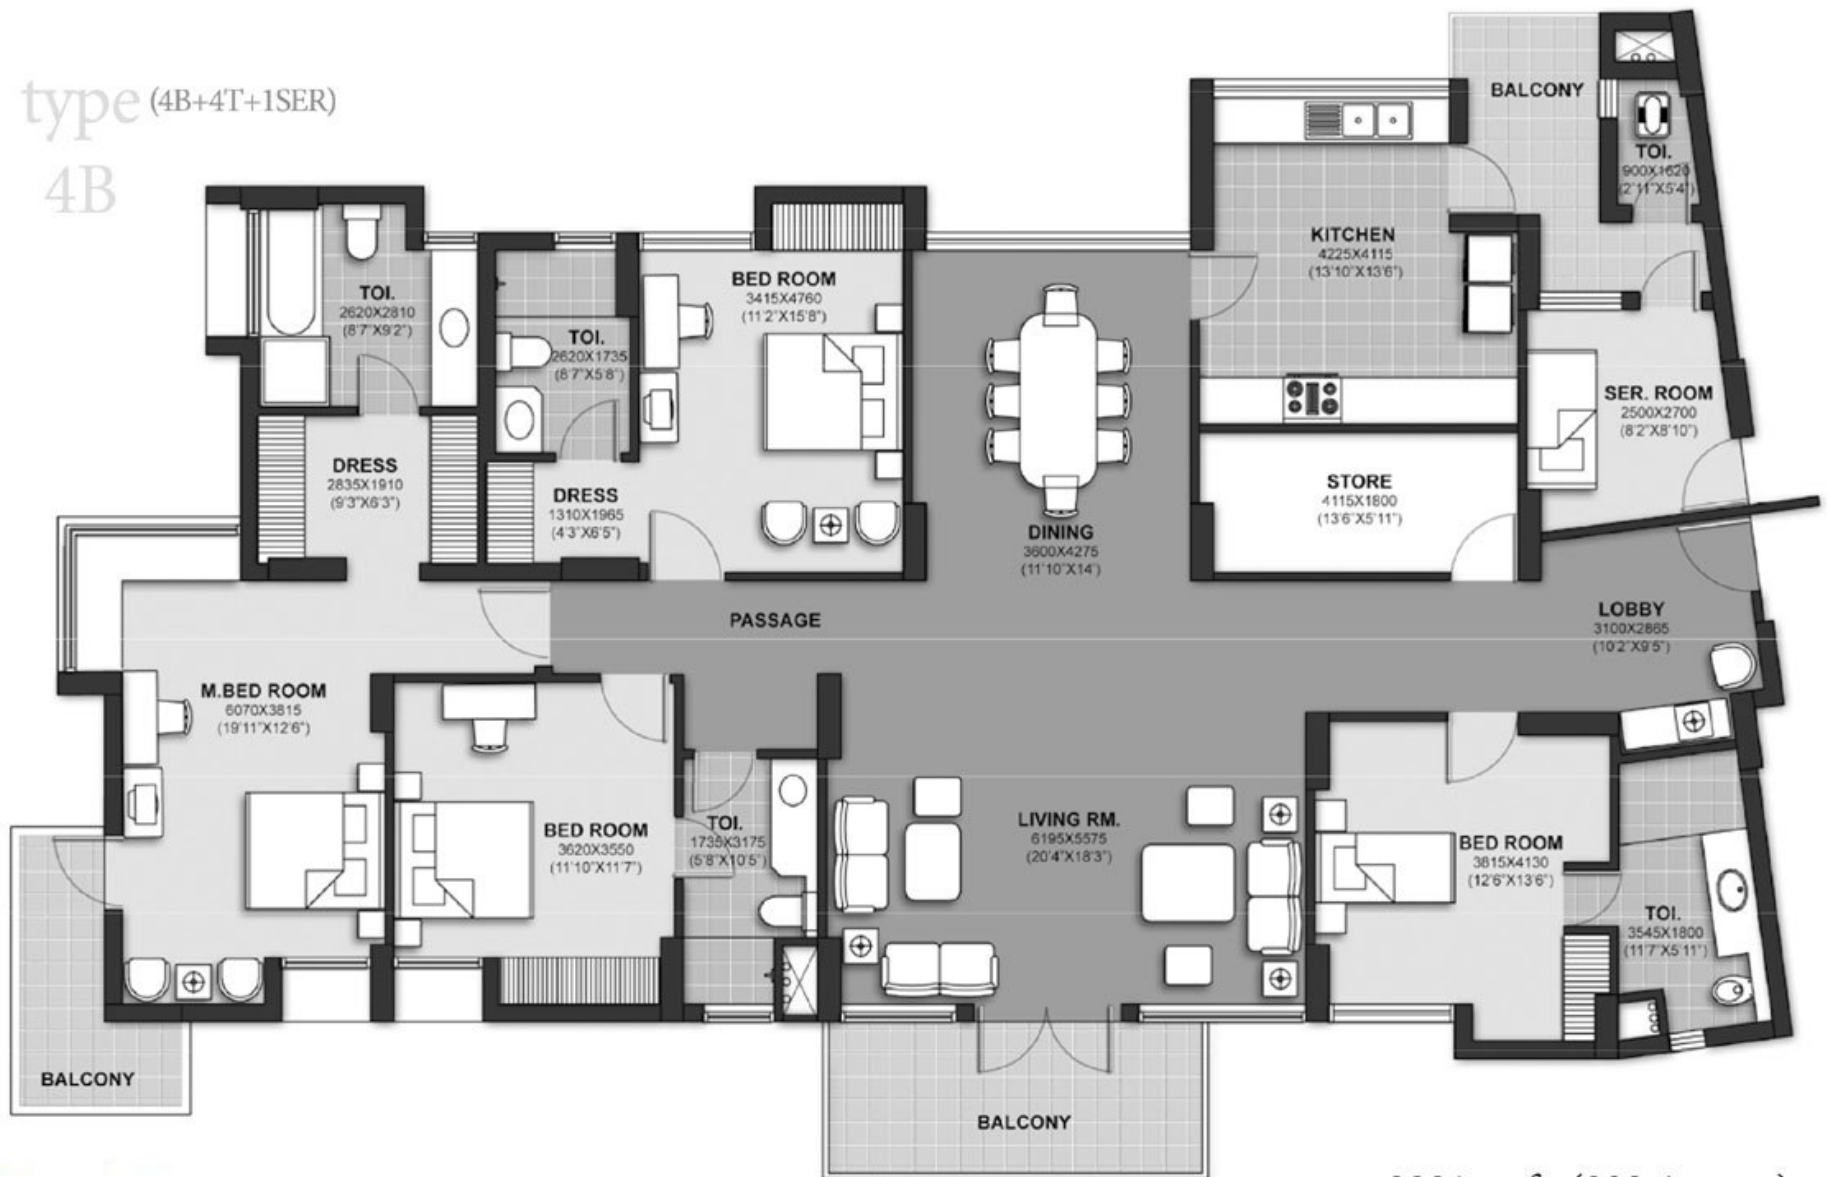 type (4B+4T+1SER)
4B
BALCONY
TOI.
900X1620
(2'11"X5'4")
KITCHEN
4225X4115
(13'10"X13'6")
TOI.
2620X2810
(8'7"X9'2")
TOI.
2620X1735
(8'7"X5'8")
BED ROOM
3415X4760
(11'2"X15'8")
SER. ROOM
2500X2700
(8'2"X8'10")
DRESS
2835X1910
(9'3"X6'3")
DRESS
1310X1965
(4'3"X6'5")
STORE
4115X1800
(13'6"X5'11")
DINING
3600X4275
(11'10"X14')
PASSAGE
LOBBY
3100X2865
(10'2"X9'5")
M.BED ROOM
6070X3815
(19'11"X12'6")
BED ROOM
3620X3550
(11'10"X11'7")
TOI.
1735X3175
(5'8"X10'5")
LIVING RM.
6195X5575
(20'4"X18'3")
BED ROOM
3815X4130
(12'6"X13'6")
TOI.
3545X1800
(11'7"X5'11")
BALCONY
BALCONY